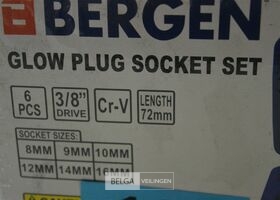 BERGEN
GLOW PLUG SOCKET SET
6 PCS
3/8" DRIVE
Cr-V
LENGTH 72mm
SOCKET SIZES:
8MM 9MM 10MM
12MM 14MM 16MM
BELGA VEILINGEN